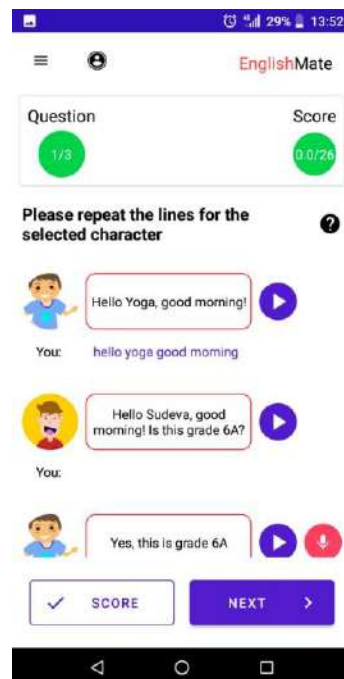 29% 13:52
EnglishMate
Question Score
1/3 0.0/26
Please repeat the lines for the
selected character
?
Hello Yoga, good morning!
You: hello yoga good morning
Hello Sudeva, good
morning! Is this grade 6A?
You:
Yes, this is grade 6A
SCORE NEXT